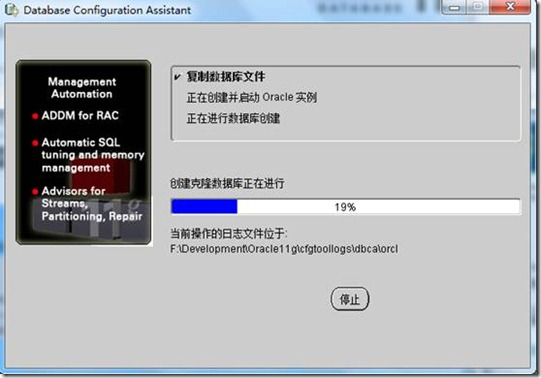 Database Configuration Assistant
Management
Automation
ADDM for RAC
Automatic SQL
tuning and memory
management
Advisors for
Streams,
Partitioning, Repair
11g
复制数据库文件
正在创建并启动 Oracle 实例
正在进行数据库创建
创建克隆数据库正在进行
19%
当前操作的日志文件位于:
F:\Development\Oracle11g\cfgtoollogs\dbca\orcl
停止